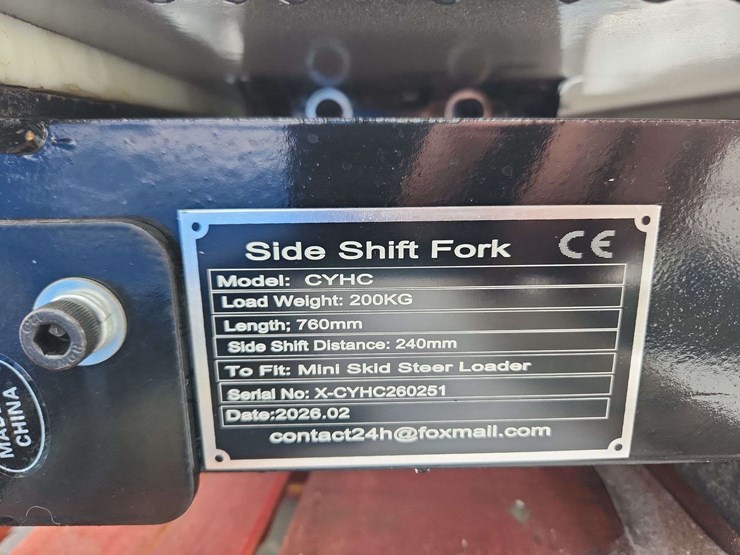 Side Shift Fork CE
Model: CYHC
Load Weight: 200KG
Length; 760mm
Side Shift Distance: 240mm
To Fit: Mini Skid Steer Loader
Serial No: X-CYHC260251
Date:2026.02
contact24h@foxmail.com
CHINA